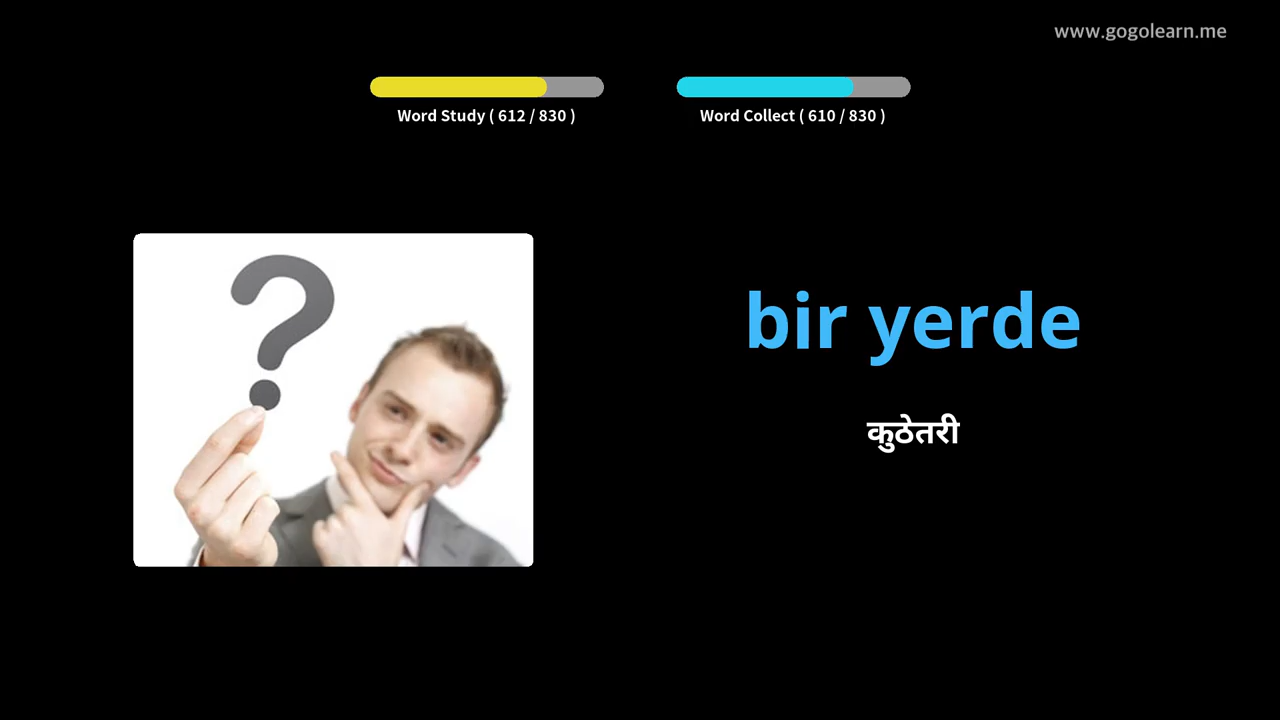 www.gogolearn.me
Word Study ( 612 / 830 )
Word Collect ( 610 / 830 )
bir yerde
कुठेतरी